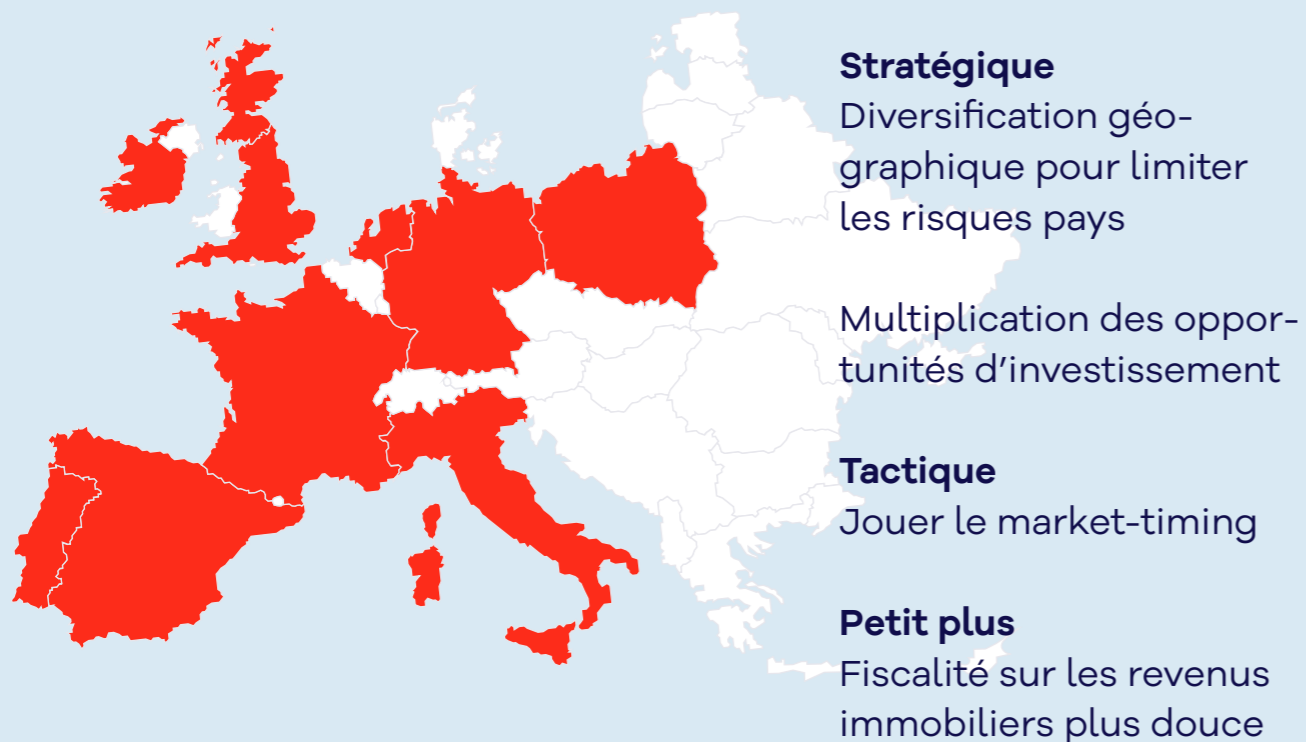 Stratégique
Diversification géo-
graphique pour limiter
les risques pays
Multiplication des oppor-
tunités d’investissement
Tactique
Jouer le market-timing
Petit plus
Fiscalité sur les revenus
immobiliers plus douce